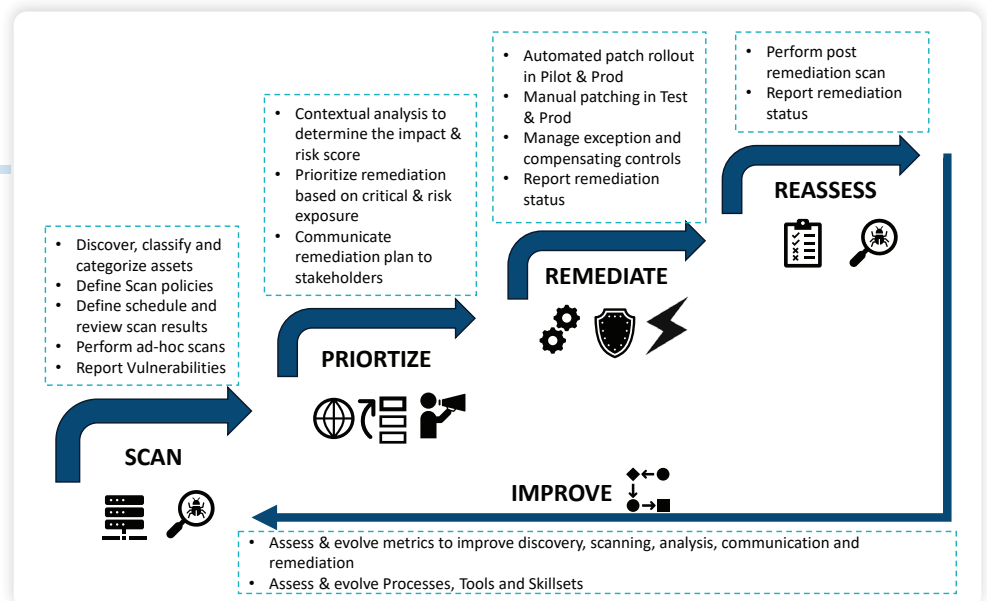 • Discover, classify and
categorize assets
• Define Scan policies
• Define schedule and
review scan results
• Perform ad-hoc scans
• Report Vulnerabilities
SCAN
• Contextual analysis to
determine the impact &
risk score
• Prioritize remediation
based on critical & risk
exposure
• Communicate
remediation plan to
stakeholders
PRIORTIZE
• Automated patch rollout
in Pilot & Prod
• Manual patching in Test
& Prod
• Manage exception and
compensating controls
• Report remediation
status
REMEDIATE
• Perform post
remediation scan
• Report remediation
status
REASSESS
IMPROVE
• Assess & evolve metrics to improve discovery, scanning, analysis, communication and
remediation
• Assess & evolve Processes, Tools and Skillsets